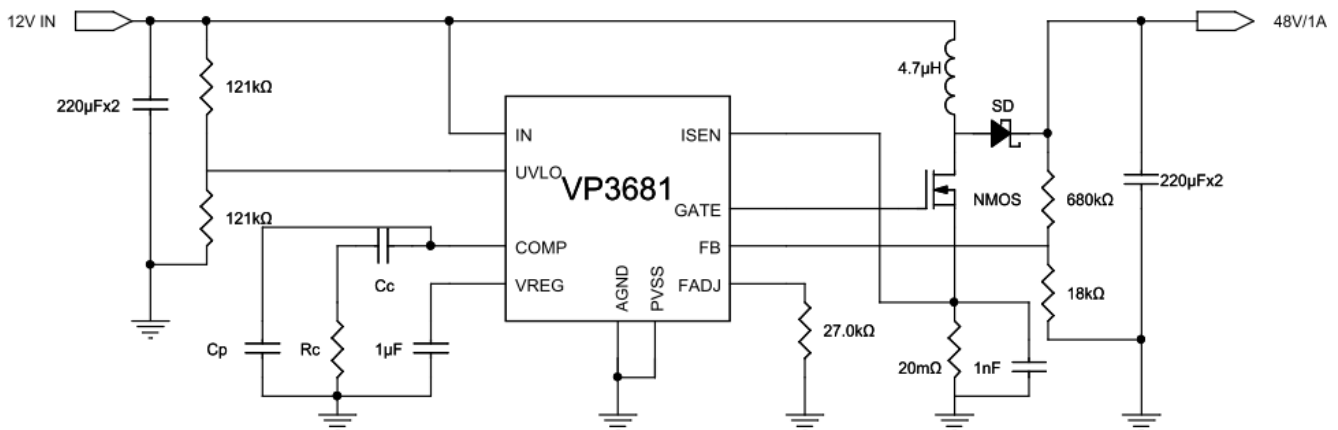 12V IN
48V/1A
220µFx2
121kΩ
121kΩ
4.7µH
SD
IN
UVLO
COMP
VREG
VP3681
ISEN
GATE
FB
FADJ
AGND
PVSS
NMOS
680kΩ
220µFx2
18kΩ
Cc
Cp
Rc
1µF
27.0kΩ
20mΩ
1nF